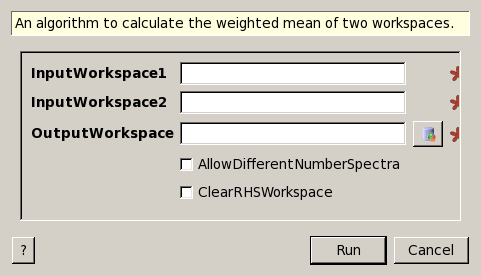 An algorithm to calculate the weighted mean of two workspaces.
InputWorkspace1
InputWorkspace2
OutputWorkspace
AllowDifferentNumberSpectra
ClearRHSWorkspace
? Run Cancel